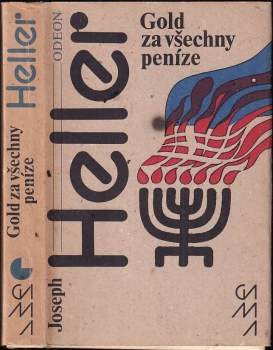 Heller
Gold za všechny
peníze
GAMA
Joseph
Heller
ODEON
Gold
za všechny
peníze
GAMA